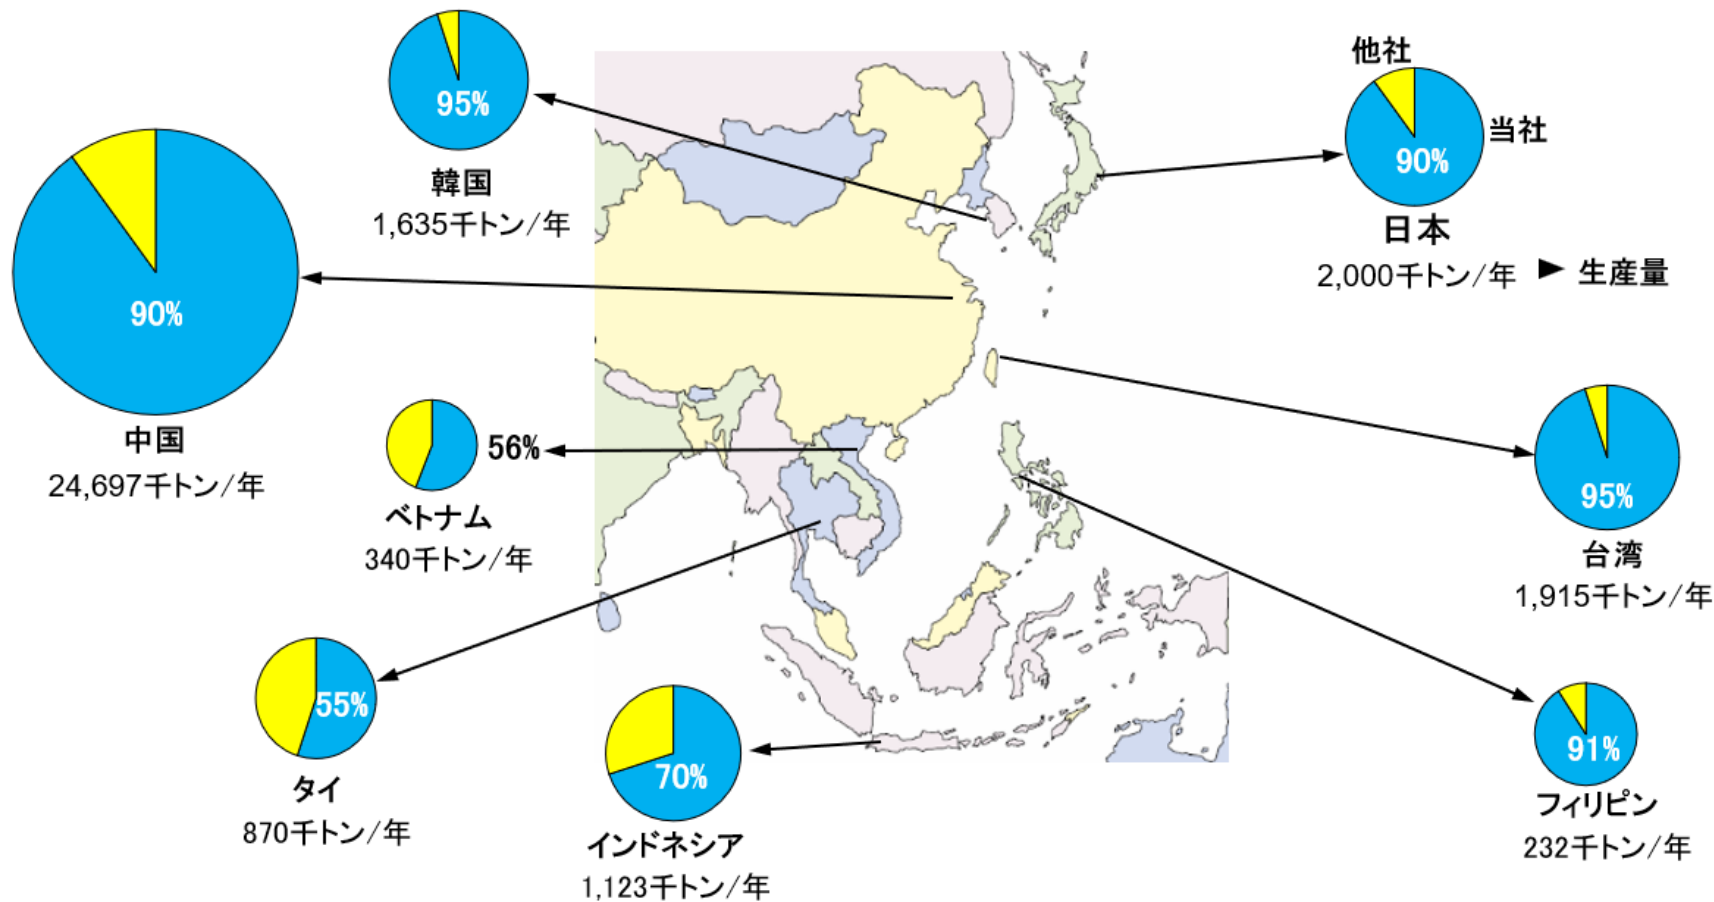 95%
韓国
1,635千トン/年
他社
当社
90%
日本
2,000千トン/年 ▶ 生産量
90%
中国
24,697千トン/年
56%
ベトナム
340千トン/年
95%
台湾
1,915千トン/年
55%
タイ
870千トン/年
70%
インドネシア
1,123千トン/年
91%
フィリピン
232千トン/年